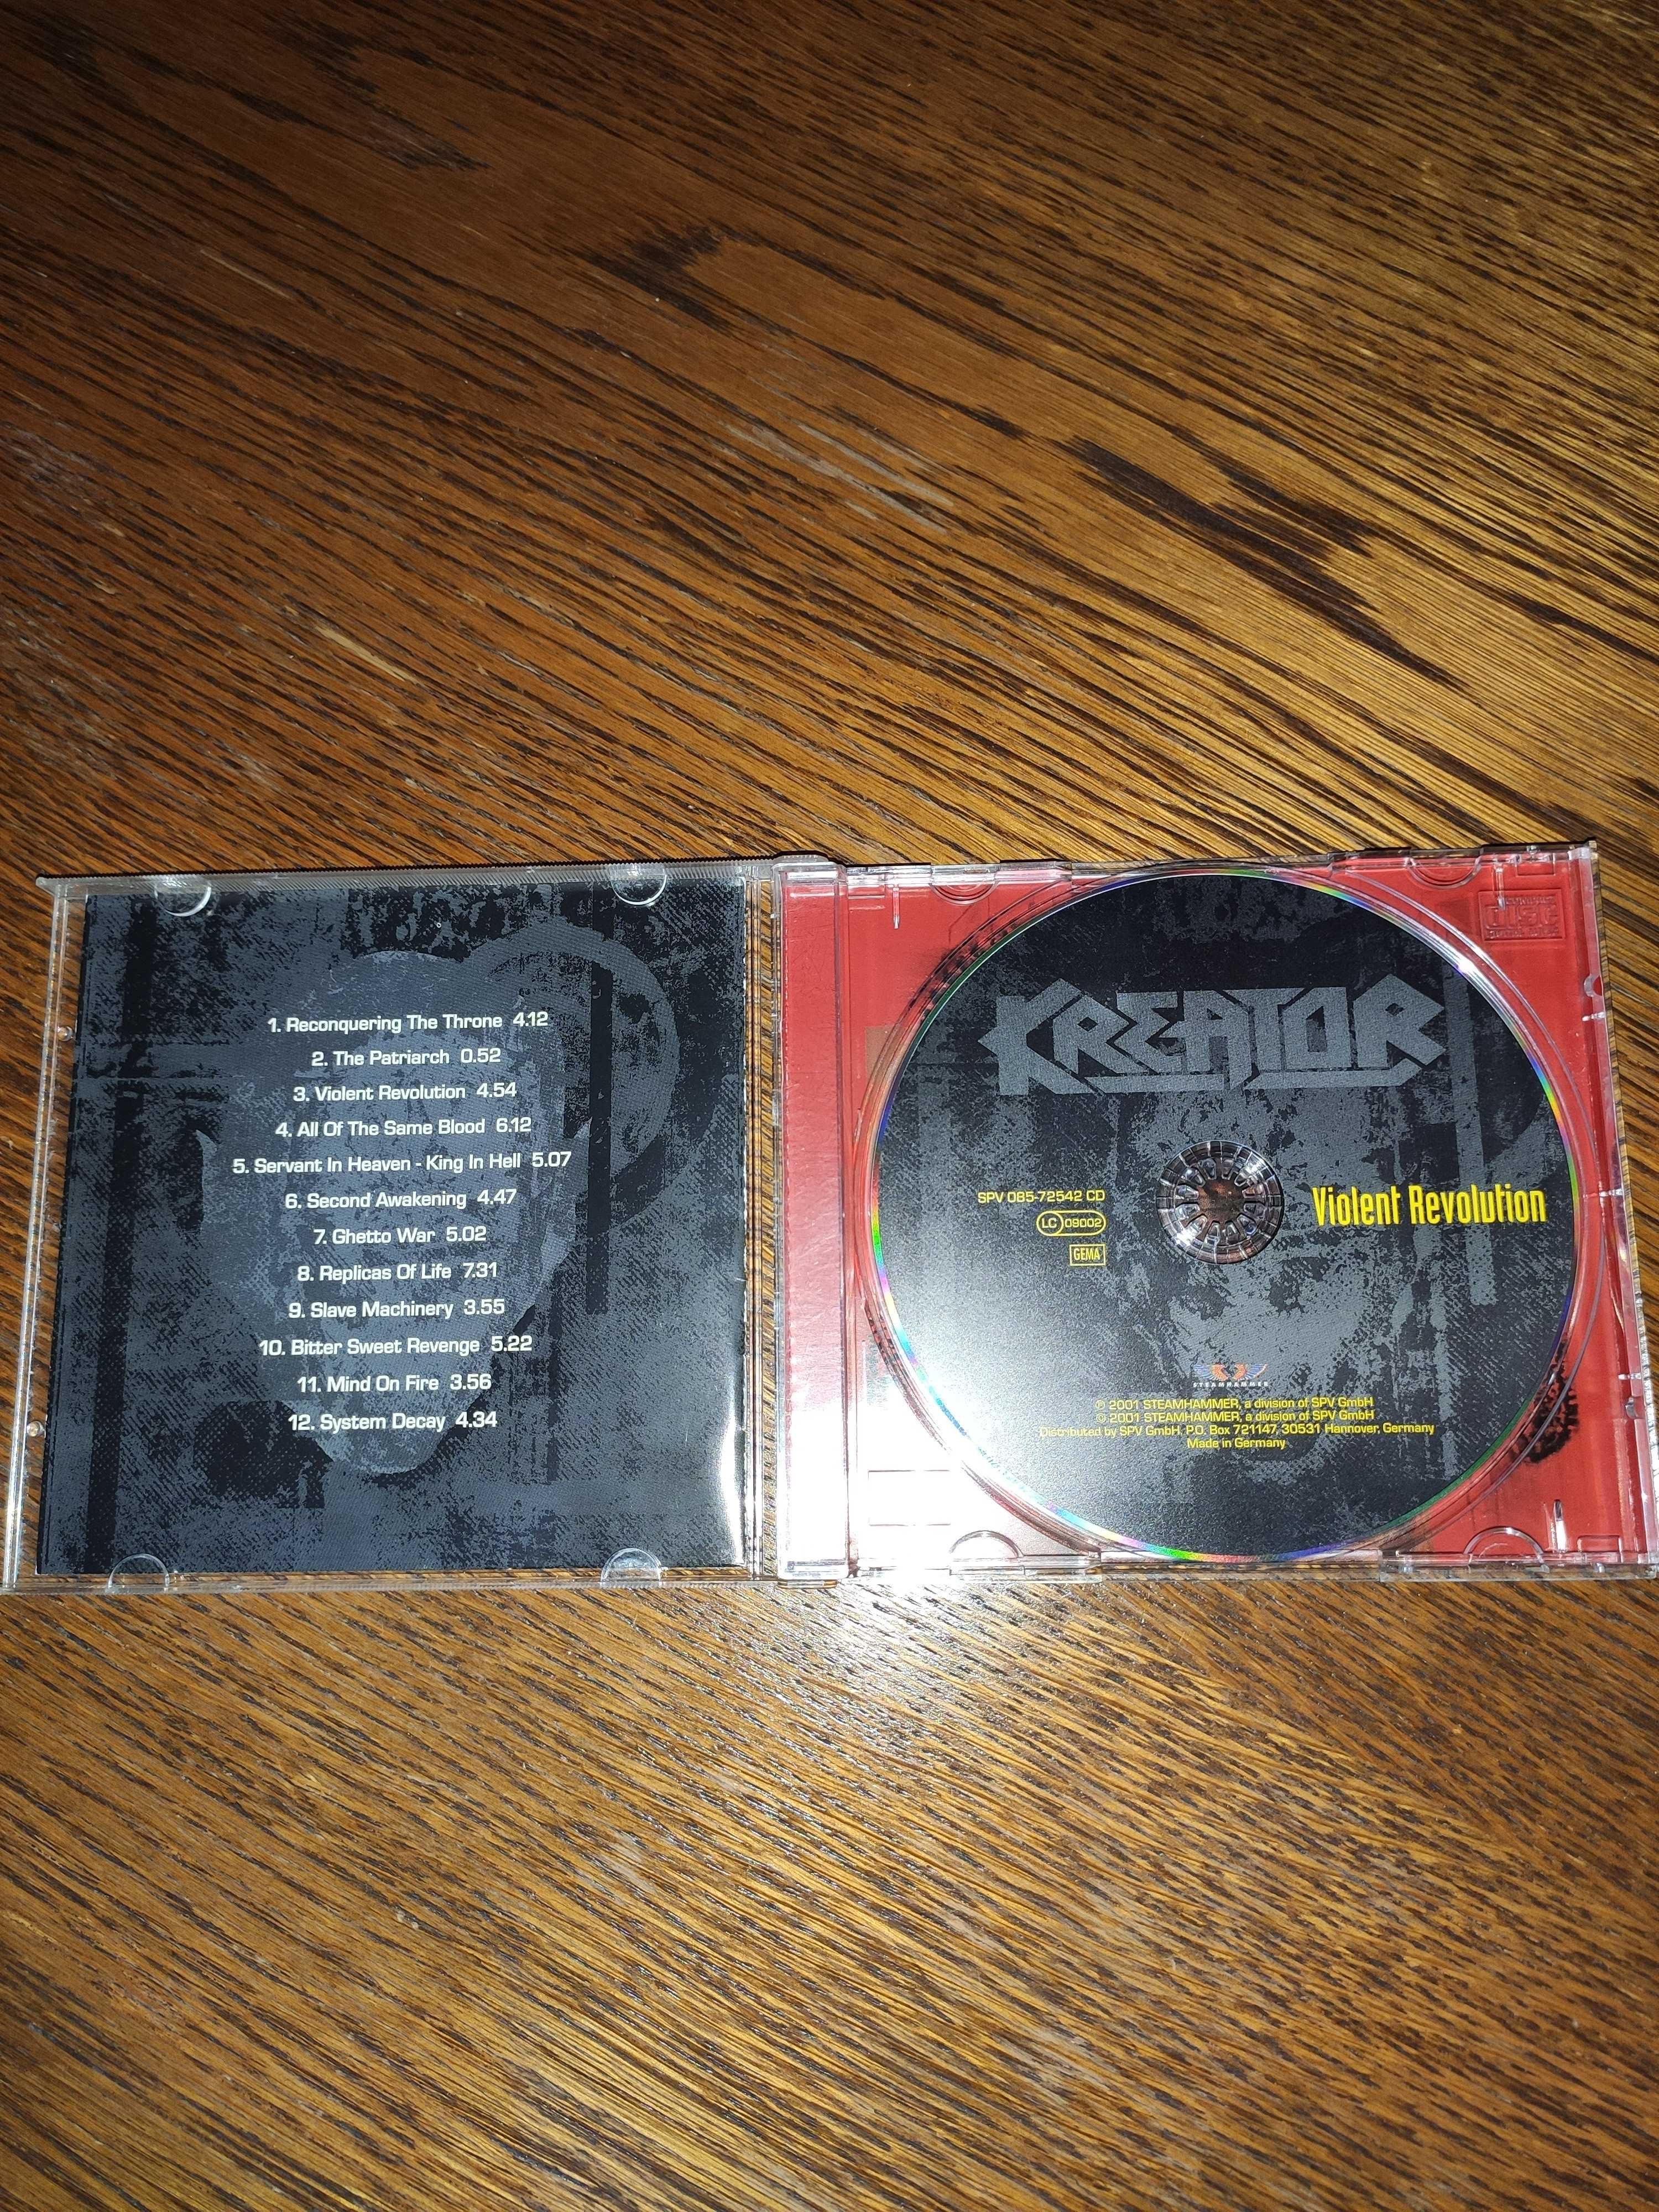 1. Reconquering The Throne 4.12
2. The Patriarch 0.52
3. Violent Revolution 4.54
4. All Of The Same Blood 6.12
5. Servant In Heaven - King In Hell 5.07
6. Second Awakening 4.47
7. Ghetto War 5.02
8. Replicas Of Life 7.31
9. Slave Machinery 3.55
10. Bitter Sweet Revenge 5.22
11. Mind On Fire 3.56
12. System Decay 4.34
KREATOR
SPV 085-72542 CD
LC 09002
GEMA
Violent Revolution
STEAMHAMMER
℗ 2001 STEAMHAMMER, a division of SPV GmbH
© 2001 STEAMHAMMER, a division of SPV GmbH
Distributed by SPV GmbH, P.O. Box 721147, 30531 Hannover, Germany
Made in Germany